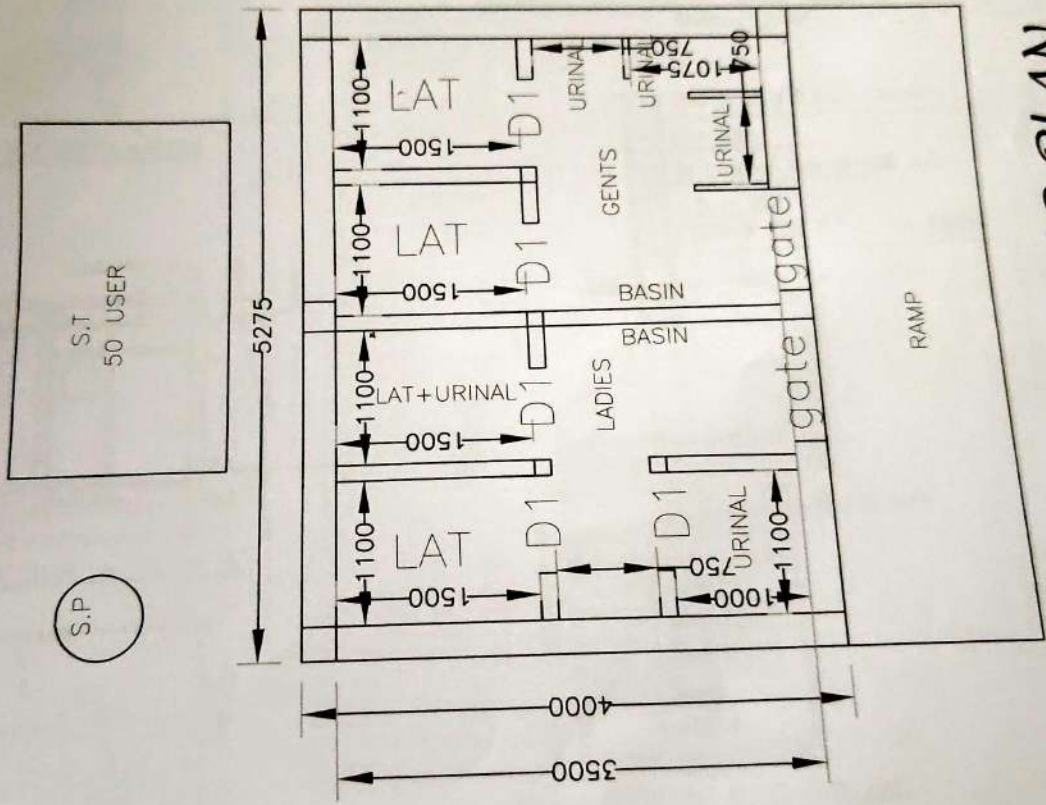 S.T
50 USER
S.P
5275
1100
1100
1100
1100
LAT
LAT+URINAL
LAT
LAT
1500
1500
1500
1500
D1
D1
D1
D1
D1
750
URINAL
1000
1100
LADIES
BASIN
BASIN
GENTS
URINAL
URINAL
750
1075
750
URINAL
gate
gate
RAMP
4000
3500
PLAN